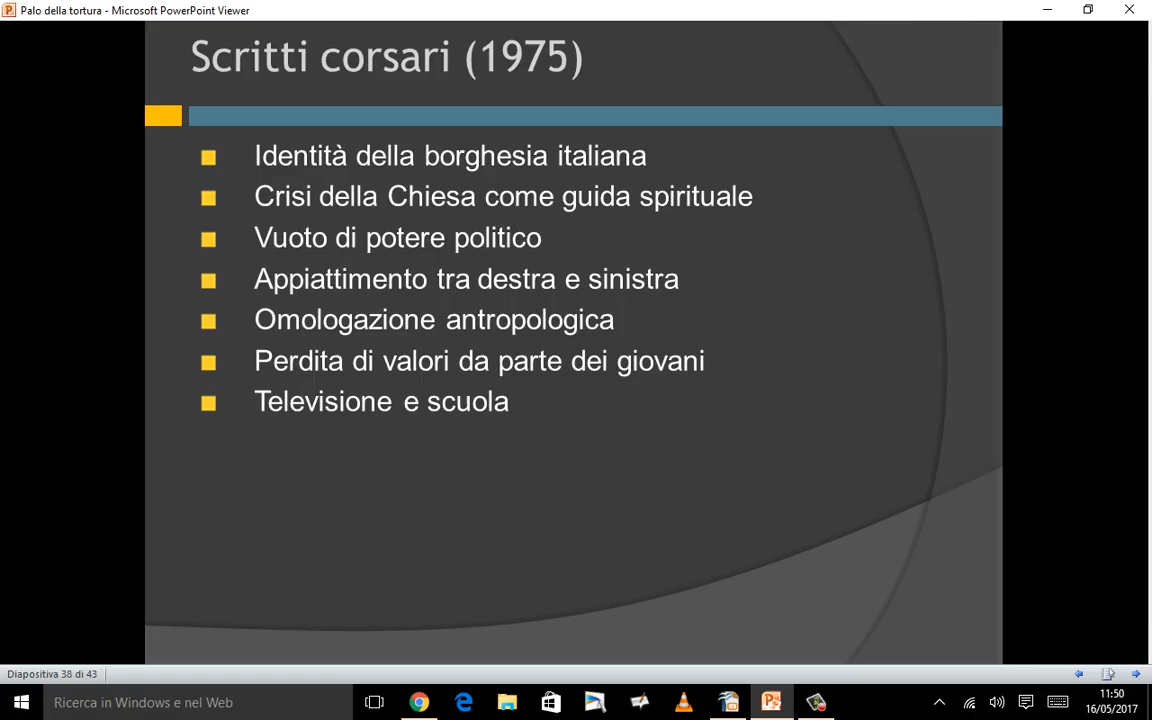 Palo della tortura - Microsoft PowerPoint Viewer
Scritti corsari (1975)
Identità della borghesia italiana
Crisi della Chiesa come guida spirituale
Vuoto di potere politico
Appiattimento tra destra e sinistra
Omologazione antropologica
Perdita di valori da parte dei giovani
Televisione e scuola
Diapositiva 38 di 43
Ricerca in Windows e nel Web
11:50
16/05/2017